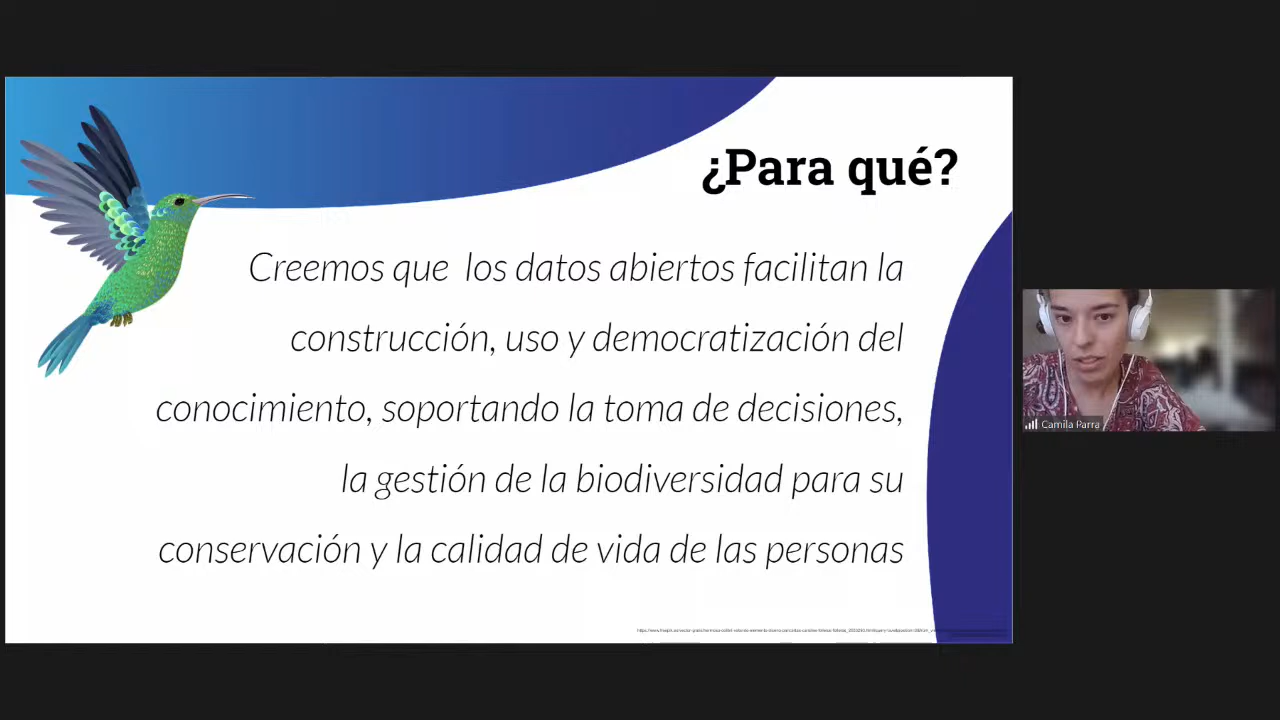 ¿Para qué?
Creemos que los datos abiertos facilitan la
construcción, uso y democratización del
conocimiento, soportando la toma de decisiones,
la gestión de la biodiversidad para su
conservación y la calidad de vida de las personas
Camila Parra